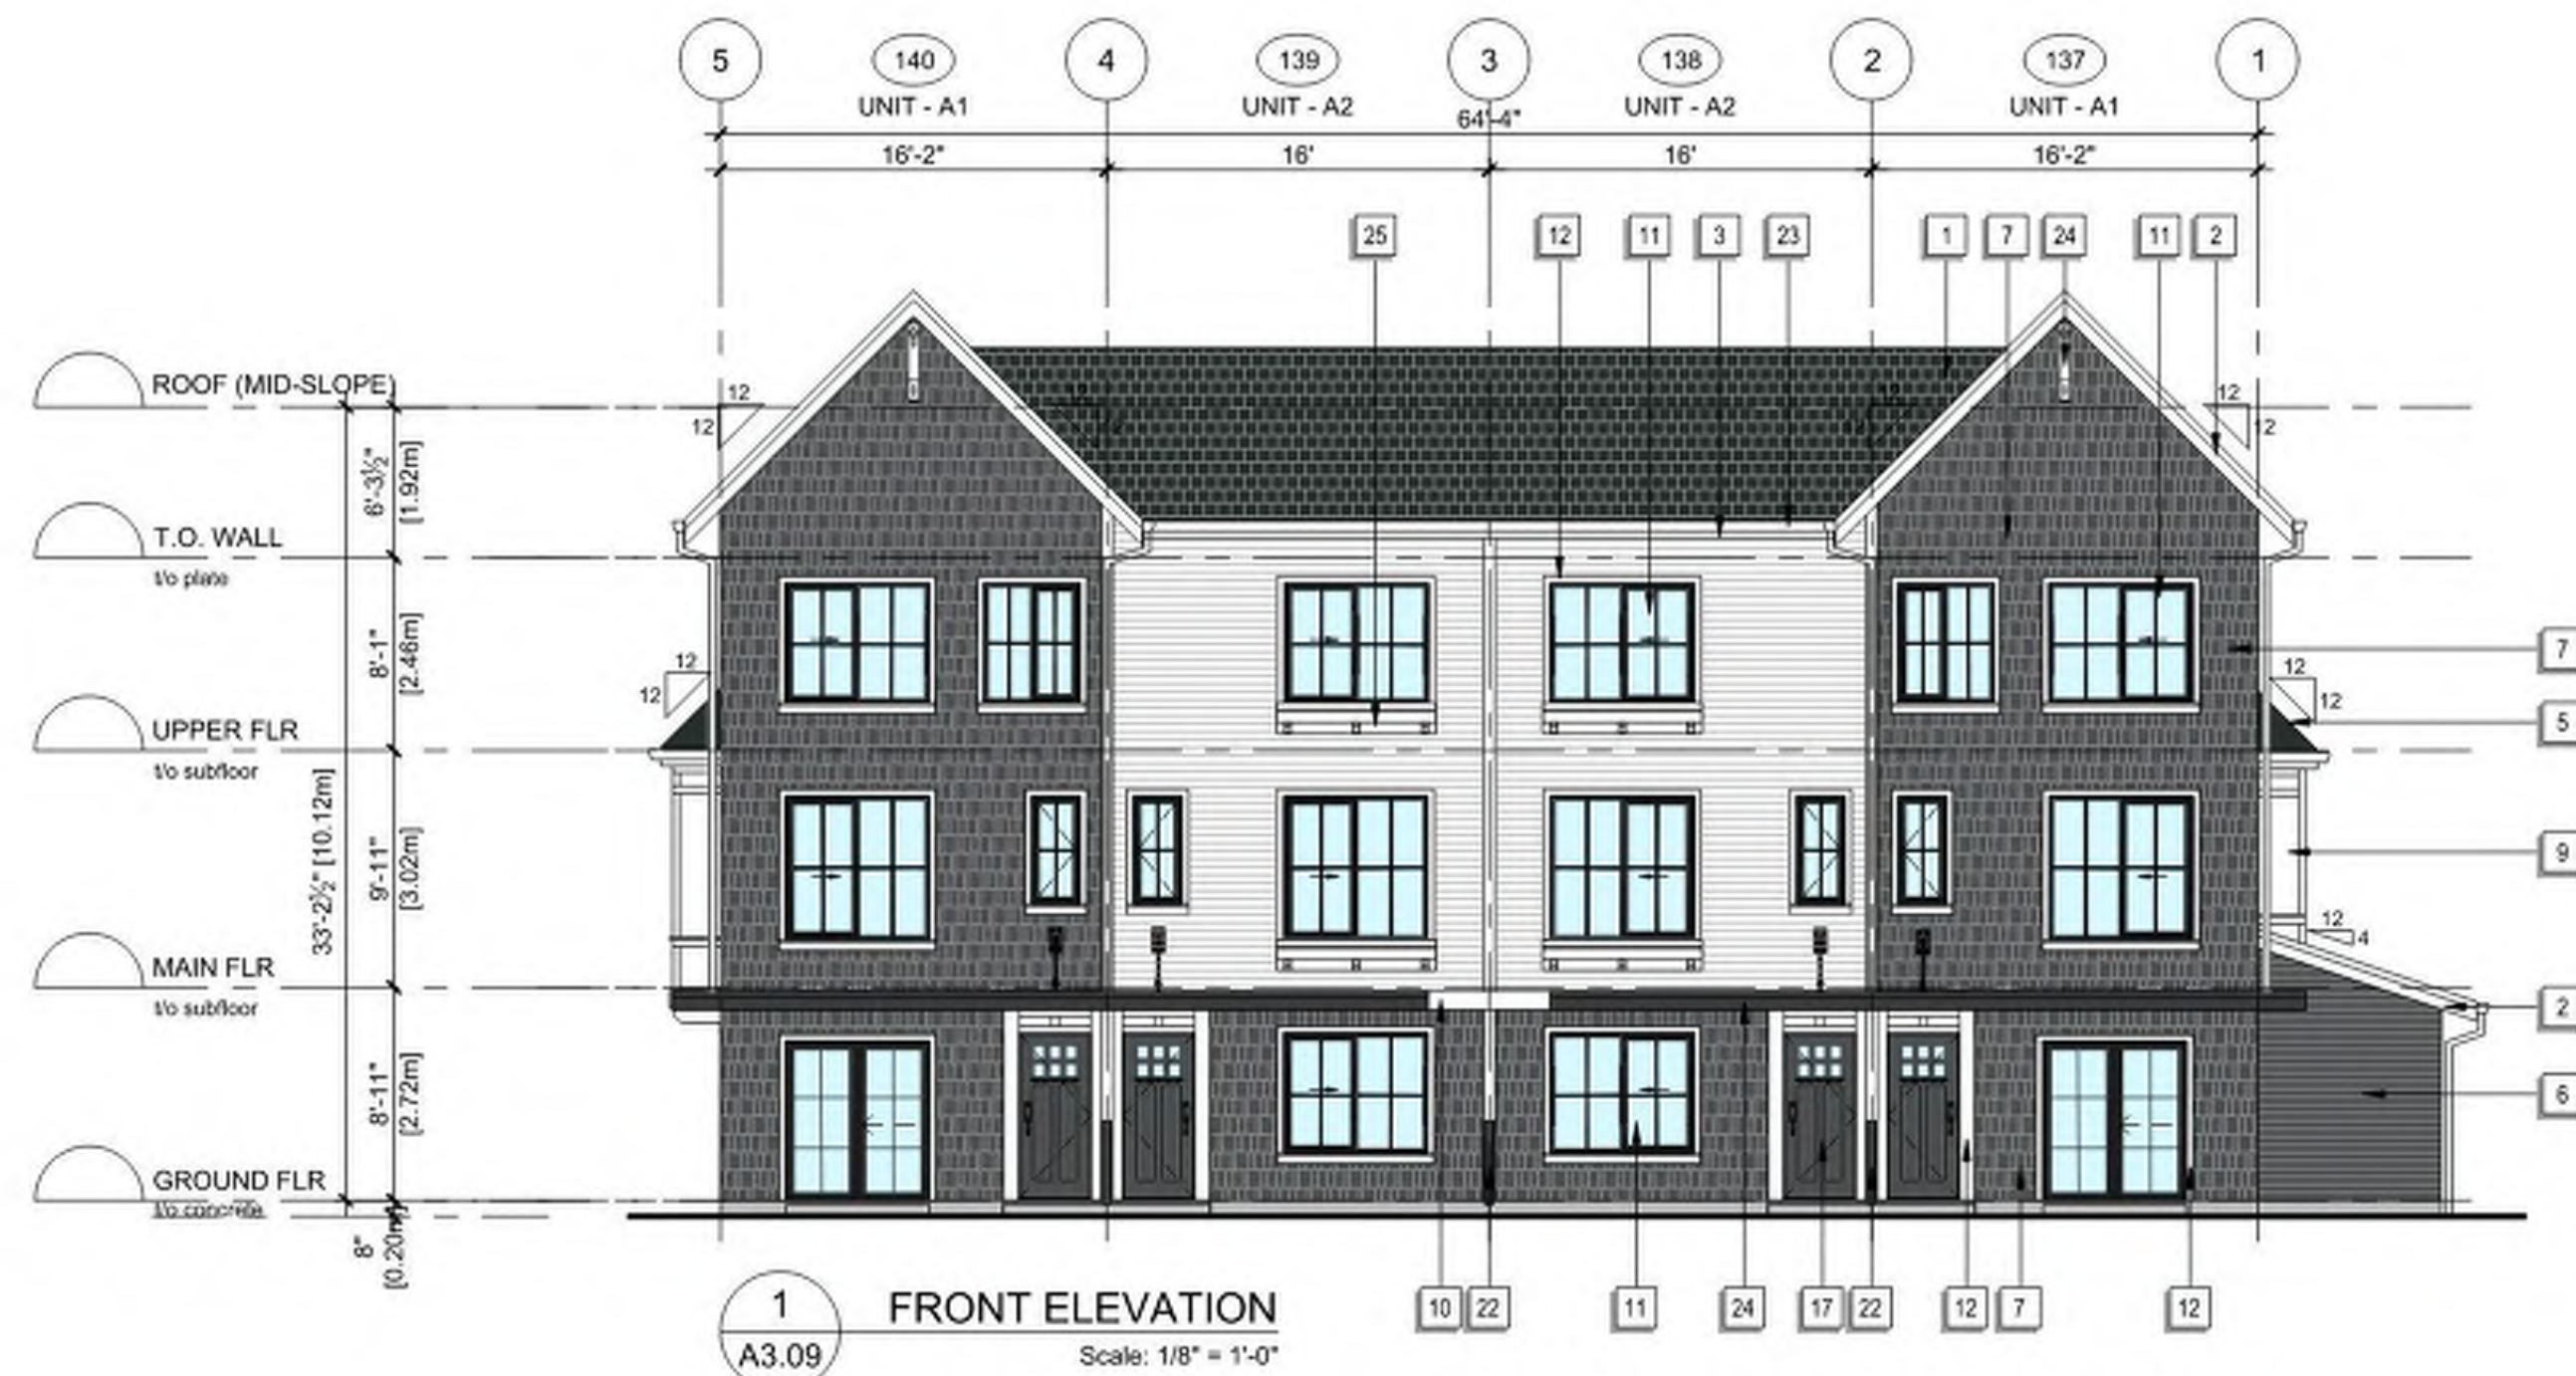 5 140 4 139 3 138 2 137 1
UNIT - A1 UNIT - A2 UNIT - A2 UNIT - A1
64'-4"
16'-2" 16' 16' 16'-2"
25 12 11 3 23 1 7 24 11 2
ROOF (MID-SLOPE)
12
12
12
12
6'-3½"
[1.92m]
T.O. WALL
t/o plate
8'-1"
[2.46m]
7
12
12
12
12
5
UPPER FLR
t/o subfloor
33'-2½" [10.12m]
9'-11"
[3.02m]
9
12
4
MAIN FLR
t/o subfloor
2
8'-11"
[2.72m]
6
GROUND FLR
t/o concrete
8"
[0.20m]
10 22 11 24 17 22 12 7 12
1
A3.09
FRONT ELEVATION
Scale: 1/8" = 1'-0"